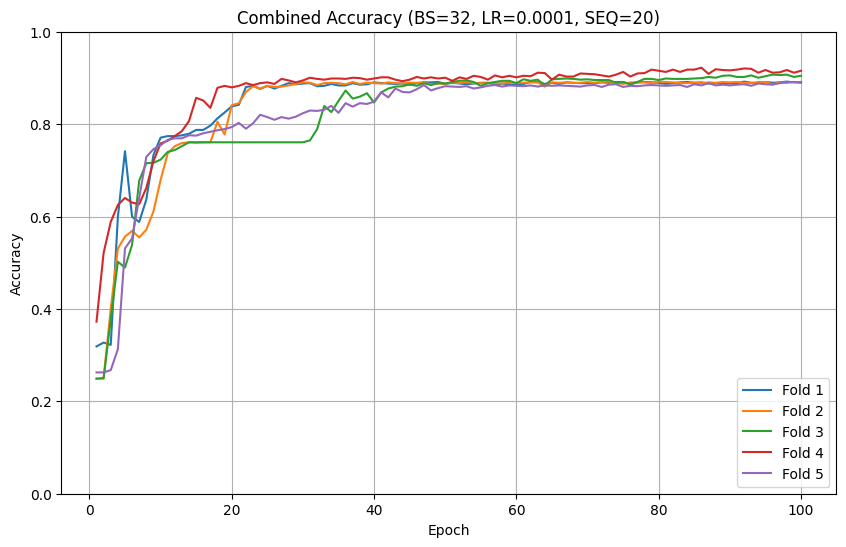 Combined Accuracy (BS=32, LR=0.0001, SEQ=20)
1.0
0.8
0.6
0.4
0.2
0.0
Accuracy
0 20 40 60 80 100
Epoch
Fold 1
Fold 2
Fold 3
Fold 4
Fold 5